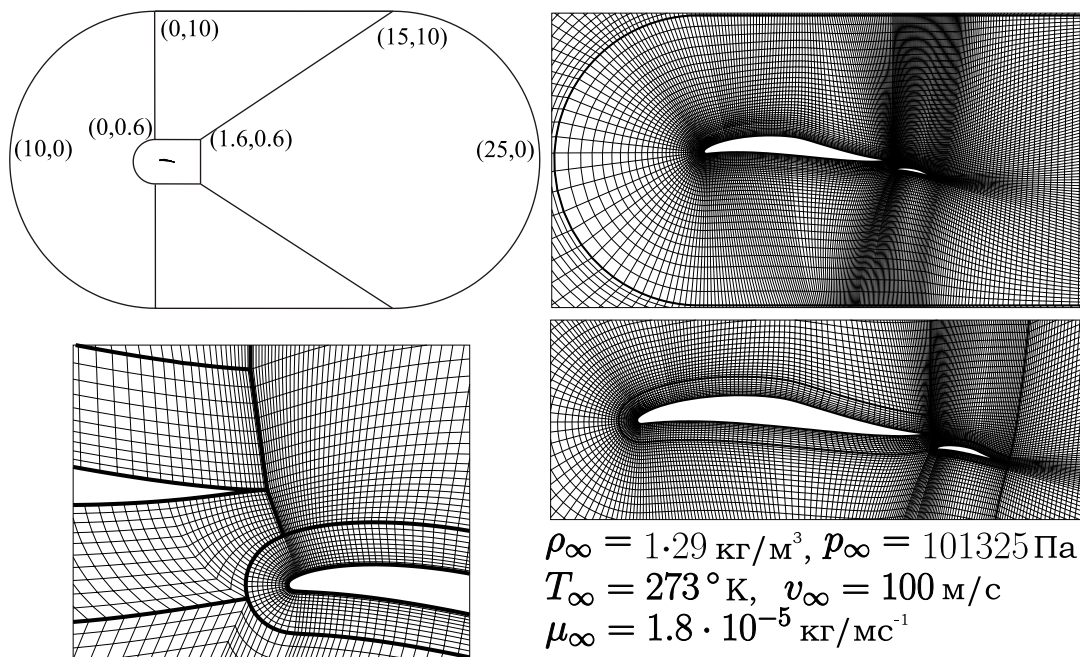 (0,10)
(15,10)
(0,0.6)
(1.6,0.6)
(10,0)
(25,0)
ρ∞ = 1·29 кг/м³, p∞ = 101325 Па
T∞ = 273°К, v∞ = 100 м/с
μ∞ = 1.8 · 10⁻⁵ кг/мс⁻¹